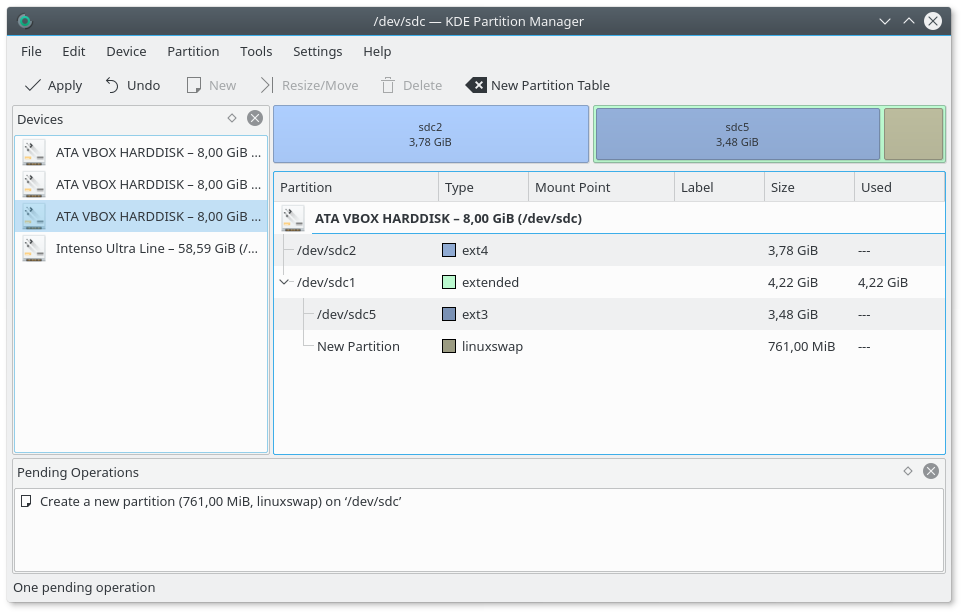 /dev/sdc — KDE Partition Manager
File Edit Device Partition Tools Settings Help
Apply Undo New Resize/Move Delete New Partition Table
Devices
ATA VBOX HARDDISK – 8,00 GiB ...
ATA VBOX HARDDISK – 8,00 GiB ...
ATA VBOX HARDDISK – 8,00 GiB ...
Intenso Ultra Line – 58,59 GiB (/...
sdc2
3,78 GiB
sdc5
3,48 GiB
Partition Type Mount Point Label Size Used
ATA VBOX HARDDISK – 8,00 GiB (/dev/sdc)
/dev/sdc2 ext4 3,78 GiB ---
/dev/sdc1 extended 4,22 GiB 4,22 GiB
/dev/sdc5 ext3 3,48 GiB ---
New Partition linuxswap 761,00 MiB ---
Pending Operations
Create a new partition (761,00 MiB, linuxswap) on ‘/dev/sdc’
One pending operation